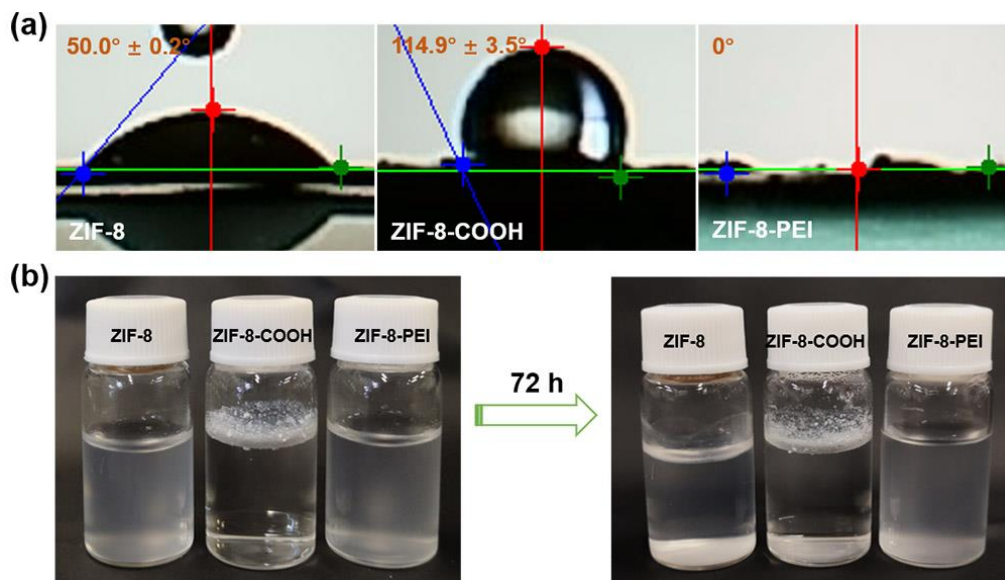 (a)
50.0° ± 0.2°
114.9° ± 3.5°
0°
ZIF-8
ZIF-8-COOH
ZIF-8-PEI
(b)
ZIF-8
ZIF-8-COOH
ZIF-8-PEI
72 h
ZIF-8
ZIF-8-COOH
ZIF-8-PEI